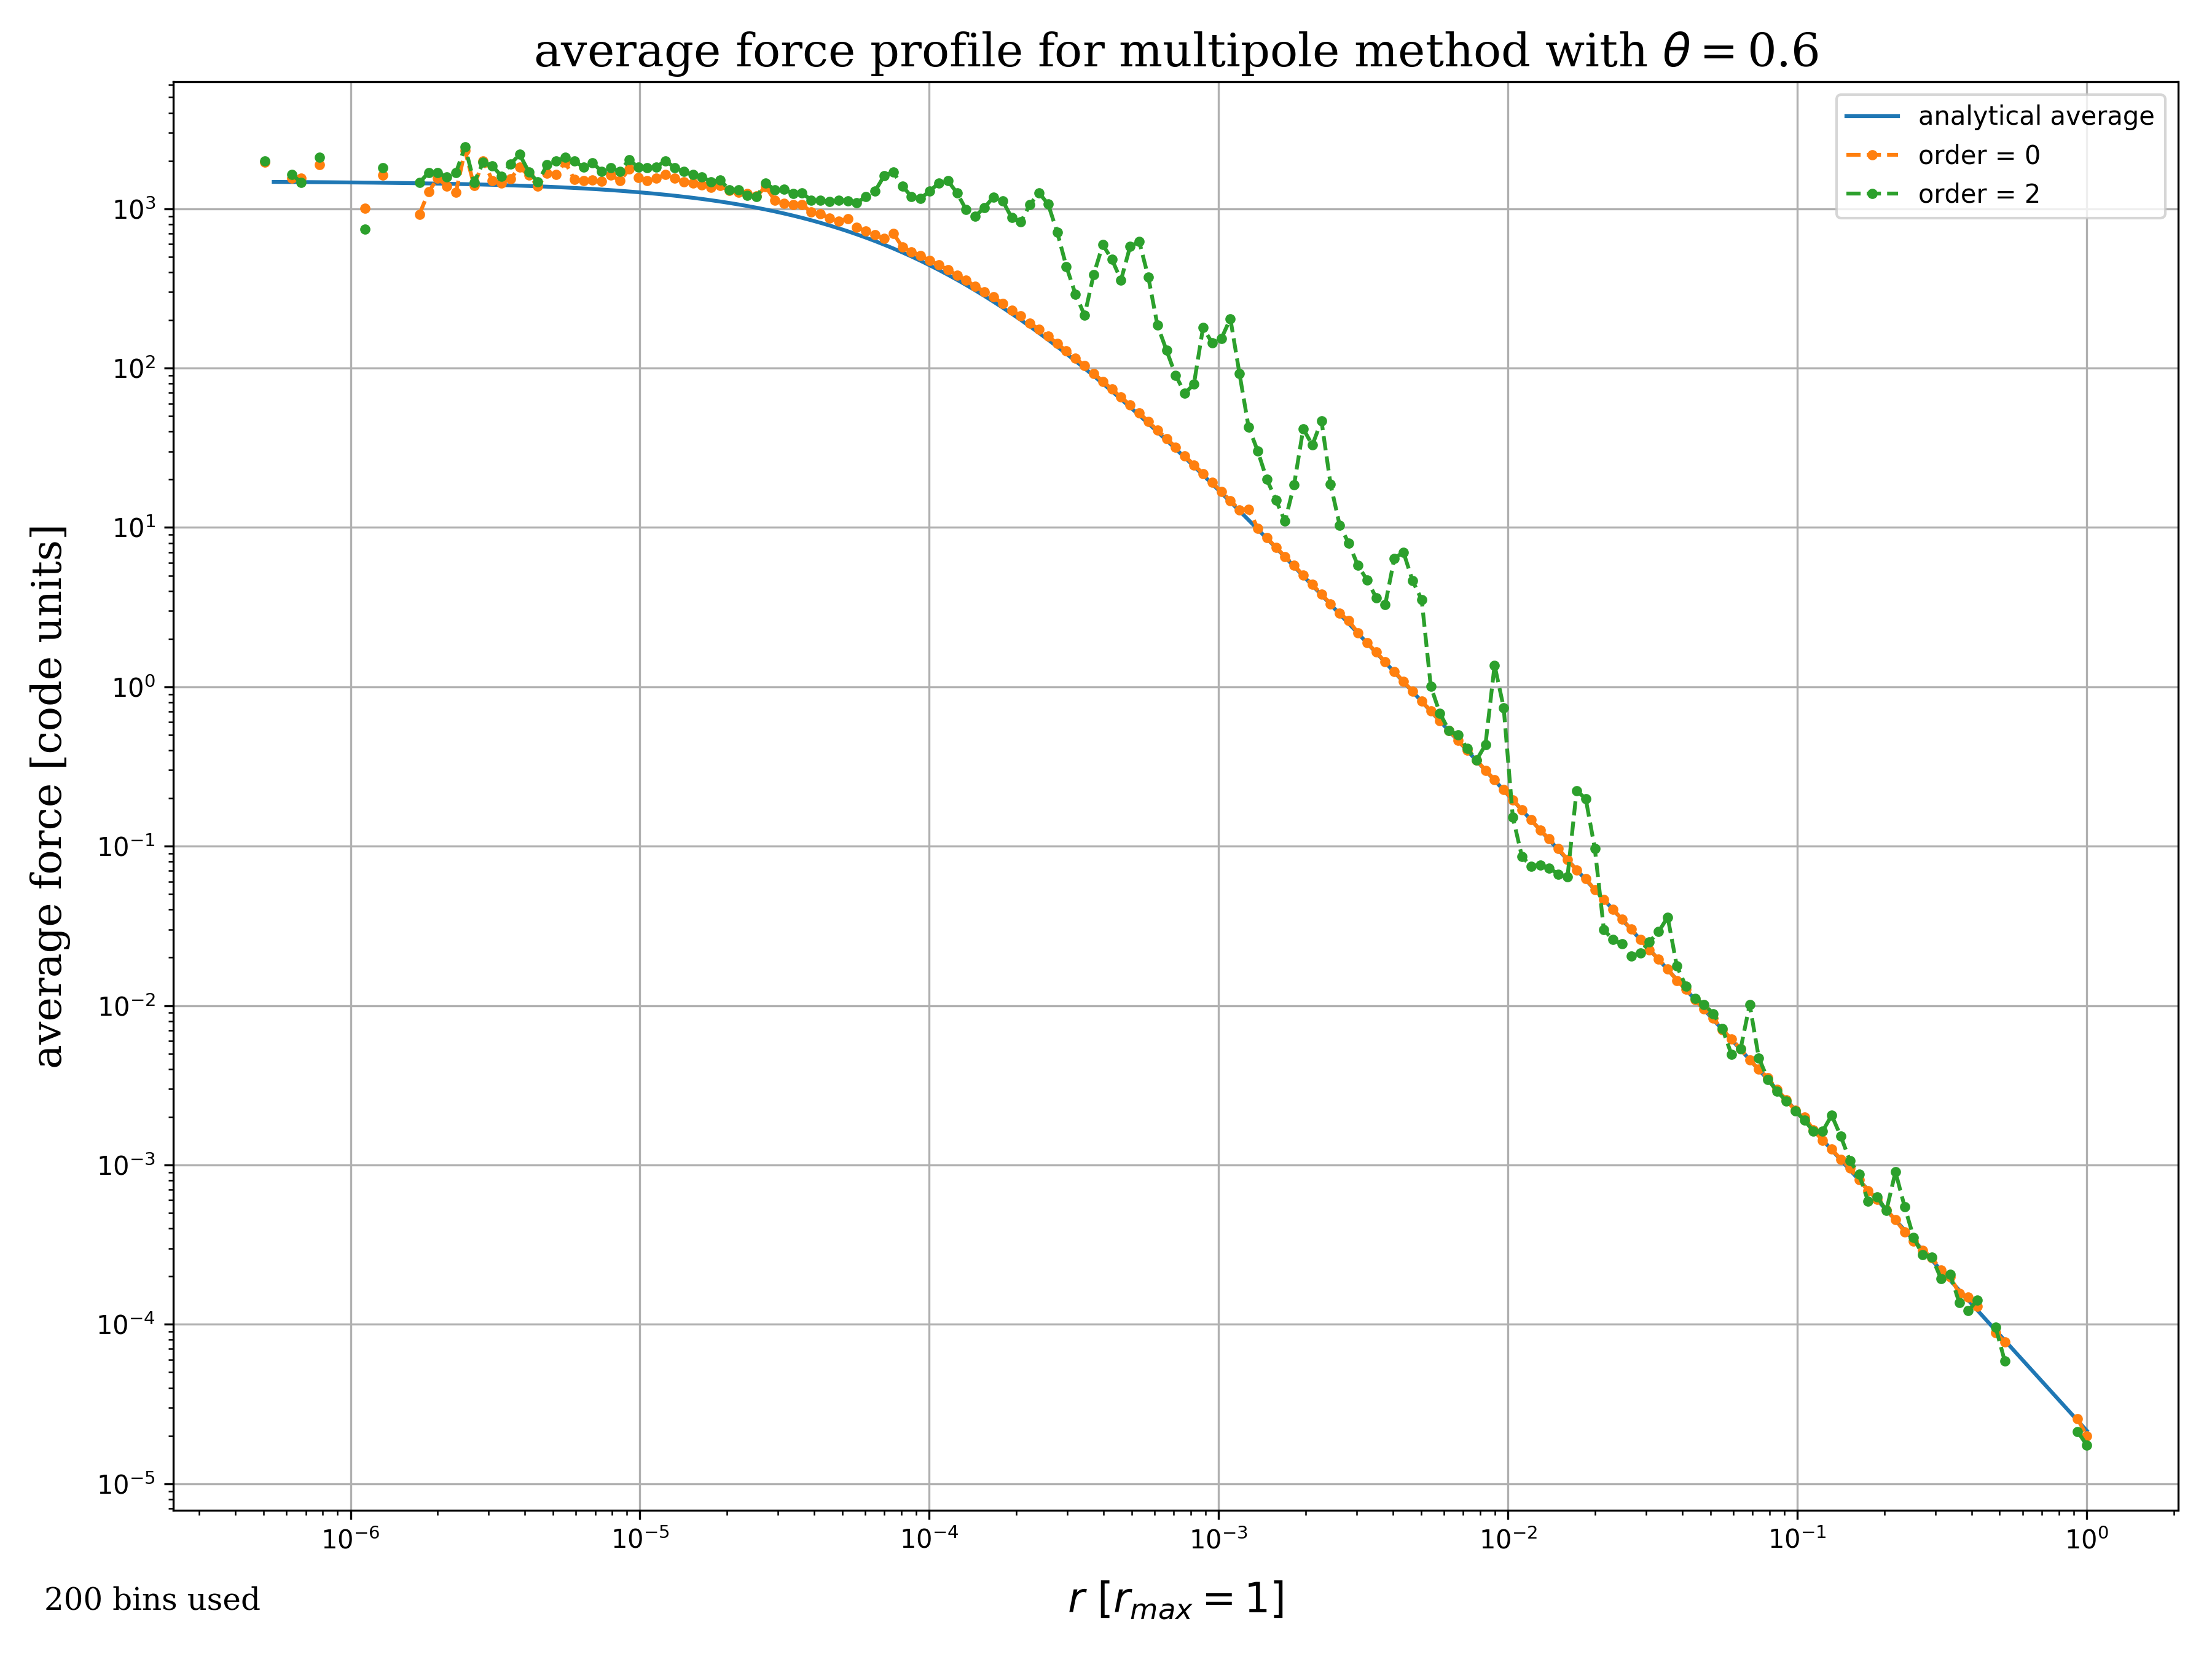 average force profile for multipole method with θ = 0.6
analytical average
order = 0
order = 2
average force [code units]
10³
10²
10¹
10⁰
10⁻¹
10⁻²
10⁻³
10⁻⁴
10⁻⁵
10⁻⁶
10⁻⁵
10⁻⁴
10⁻³
10⁻²
10⁻¹
10⁰
r [r_max = 1]
200 bins used